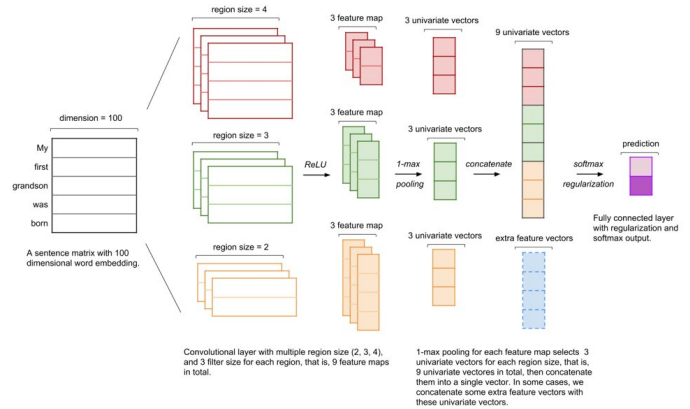 region size = 4
3 feature map
3 univariate vectors
9 univariate vectors
dimension = 100
My
first
grandson
was
born
A sentence matrix with 100
dimensional word embedding.
region size = 3
ReLU
3 feature map
1-max
pooling
3 univariate vectors
concatenate
softmax
regularization
prediction
Fully connected layer
with regularization and
softmax output.
region size = 2
3 feature map
3 univariate vectors
extra feature vectors
Convolutional layer with multiple region size (2, 3, 4),
and 3 filter size for each region, that is, 9 feature maps
in total.
1-max pooling for each feature map selects 3
univariate vectors for each region size, that is,
9 univariate vectores in total, then concatenate
them into a single vector. In some cases, we
concatenate some extra feature vectors with
these univariate vectors.